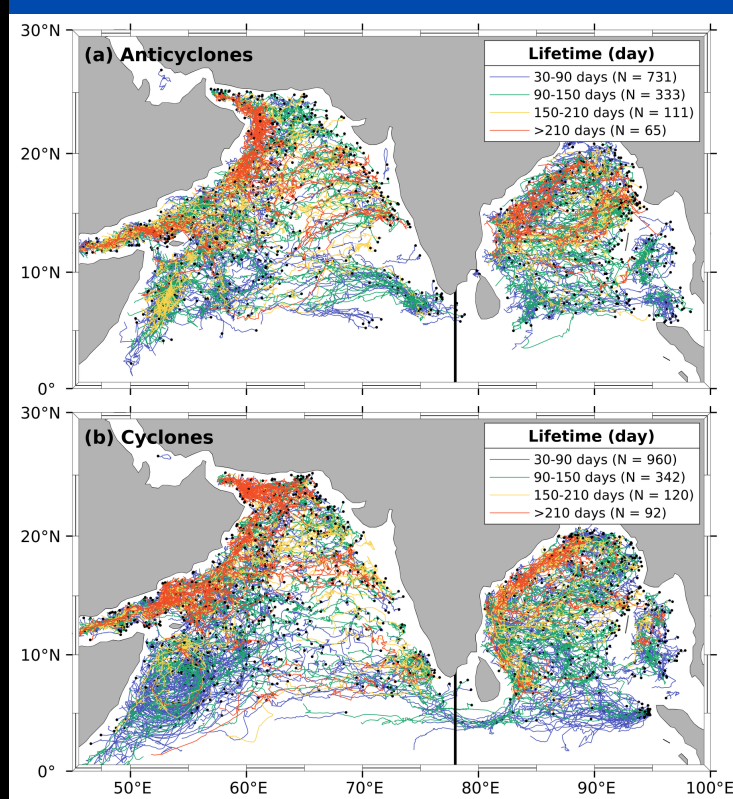 30°N
(a) Anticyclones
Lifetime (day)
30-90 days (N = 731)
90-150 days (N = 333)
150-210 days (N = 111)
>210 days (N = 65)
20°N
10°N
0°
30°N
(b) Cyclones
Lifetime (day)
30-90 days (N = 960)
90-150 days (N = 342)
150-210 days (N = 120)
>210 days (N = 92)
20°N
10°N
0°
50°E 60°E 70°E 80°E 90°E 100°E